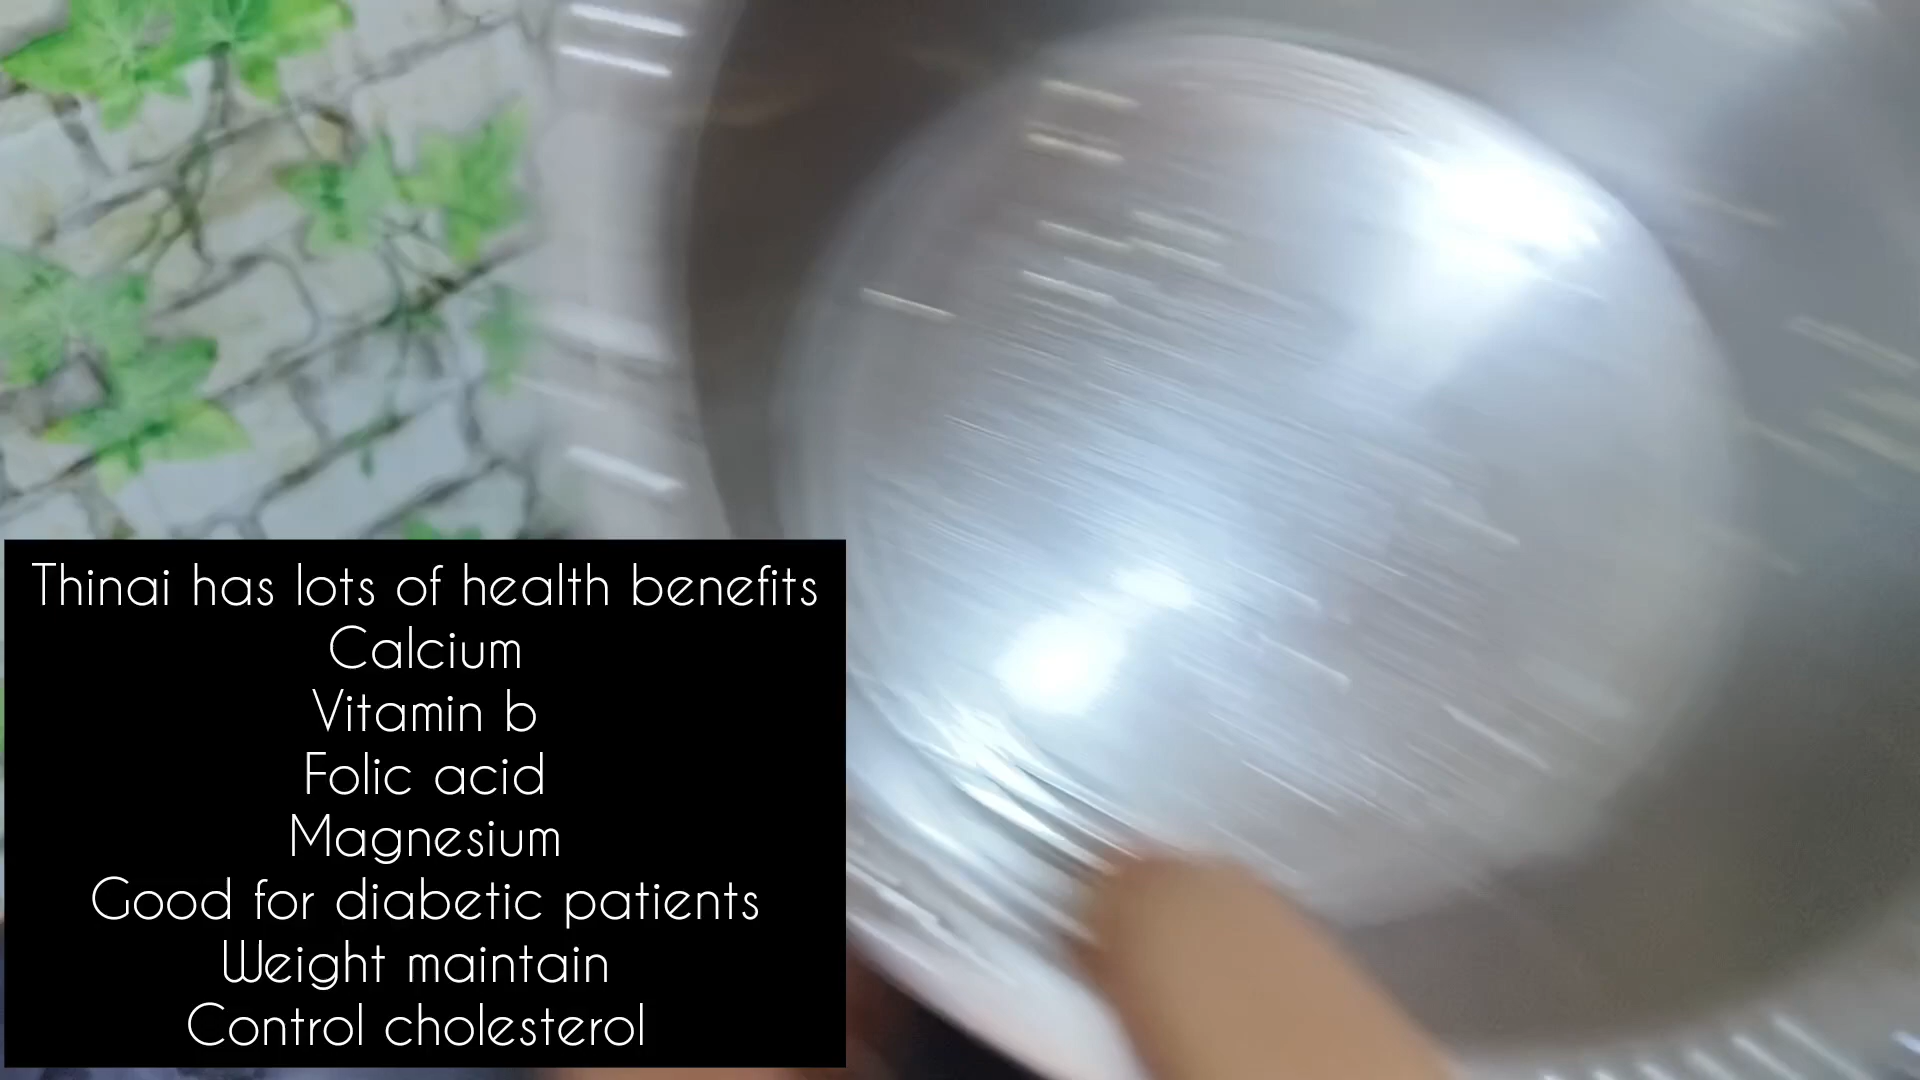 Thinai has lots of health benefits
Calcium
Vitamin b
Folic acid
Magnesium
Good for diabetic patients
Weight maintain
Control cholesterol